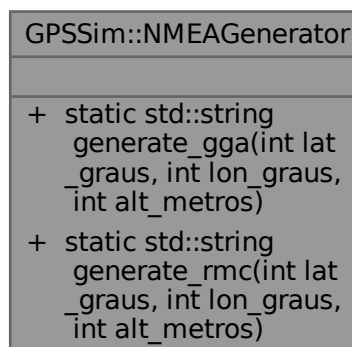 GPSSim::NMEAGenerator
+ static std::string
generate_gga(int lat
_graus, int lon_graus,
int alt_metros)
+ static std::string
generate_rmc(int lat
_graus, int lon_graus,
int alt_metros)